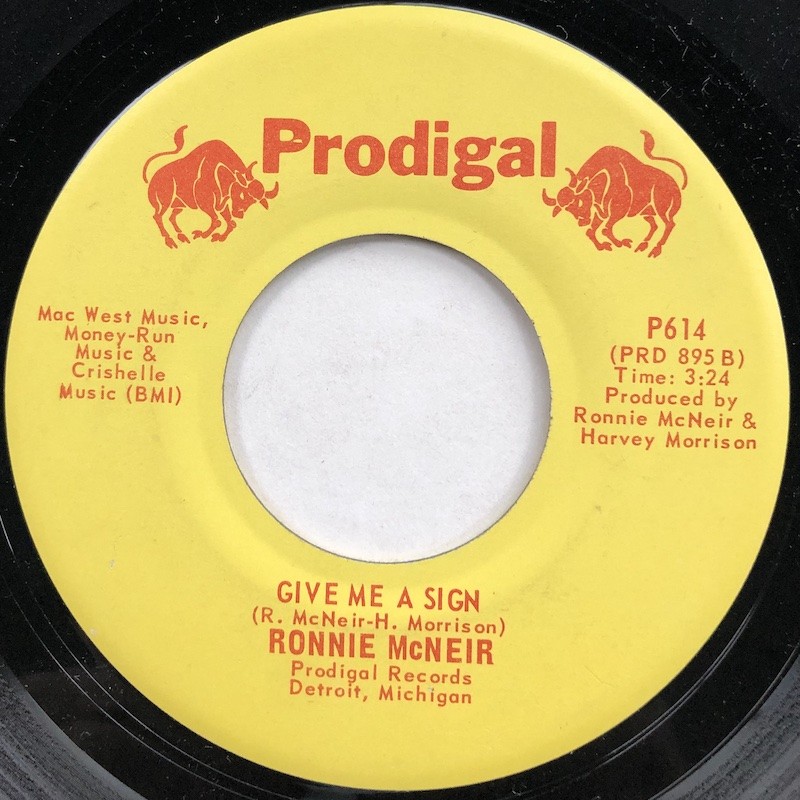 Prodigal
Mac West Music,
Money-Run
Music &
Crishelle
Music (BMI)
P614
(PRD 895 B)
Time: 3:24
Produced by
Ronnie McNeir &
Harvey Morrison
GIVE ME A SIGN
(R. McNeir-H. Morrison)
RONNIE McNEIR
Prodigal Records
Detroit, Michigan